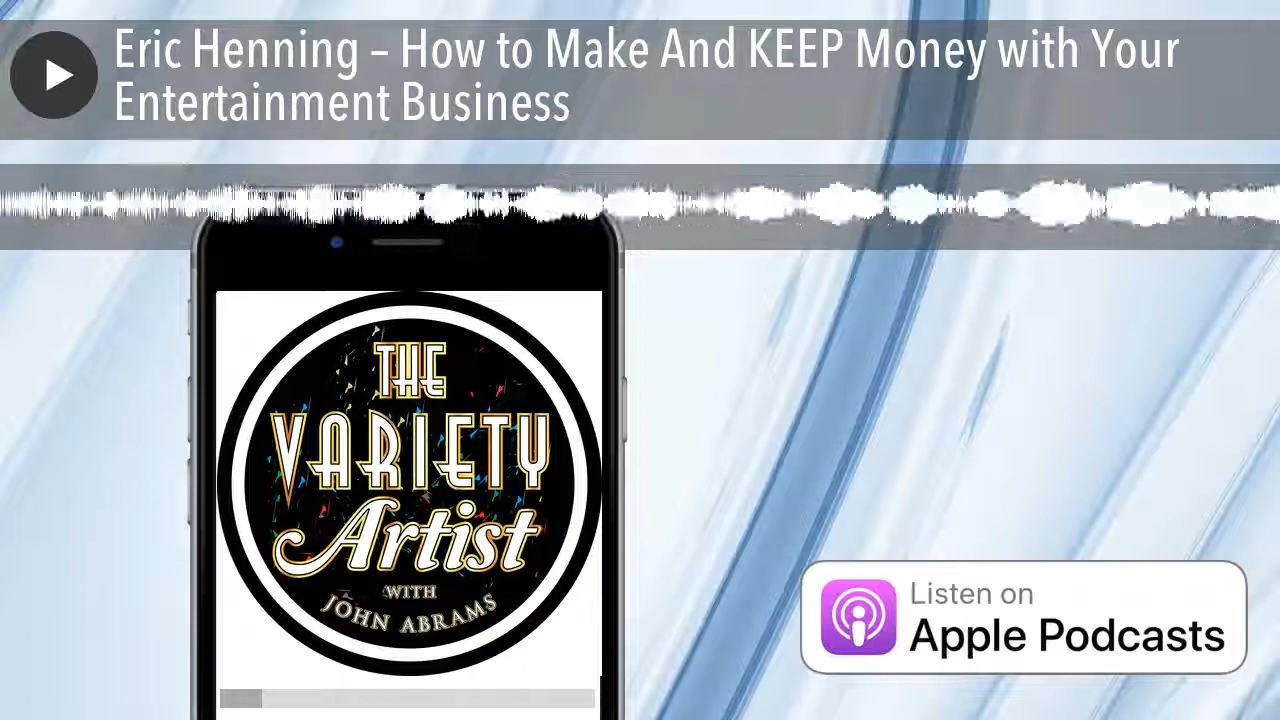 Eric Henning – How to Make And KEEP Money with Your
Entertainment Business
THE
VARIETY
Artist
WITH
JOHN ABRAMS
Listen on
Apple Podcasts